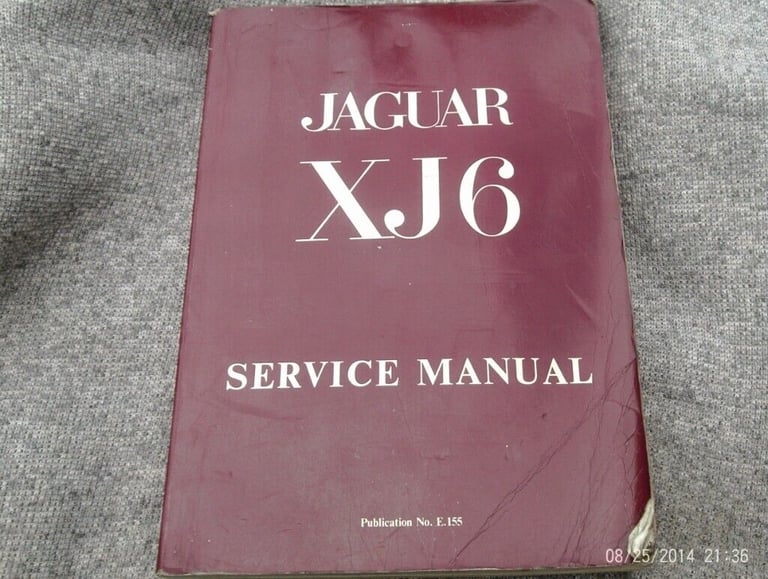 JAGUAR
XJ6
SERVICE MANUAL
Publication No. E.155
08/25/2014 21:36